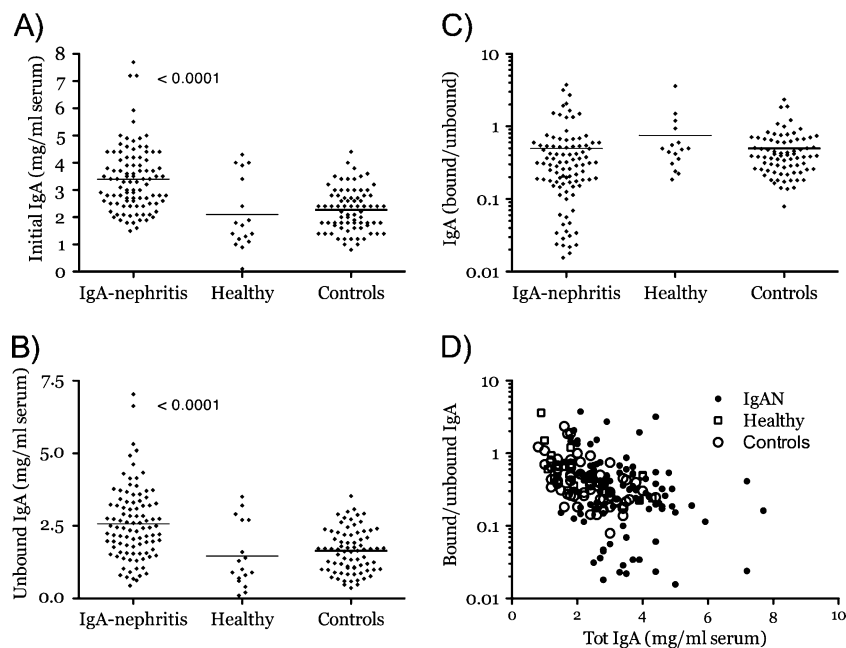 A)
Initial IgA (mg/ml serum)
8
7
6
5
4
3
2
1
0
< 0.0001
IgA-nephritis Healthy Controls
C)
IgA (bound/unbound)
10
1
0.1
0.01
IgA-nephritis Healthy Controls
B)
Unbound IgA (mg/ml serum)
7.5
5.0
2.5
0.0
< 0.0001
IgA-nephritis Healthy Controls
D)
Bound/unbound IgA
10
1
0.1
0.01
IgAN
Healthy
Controls
0 2 4 6 8 10
Tot IgA (mg/ml serum)